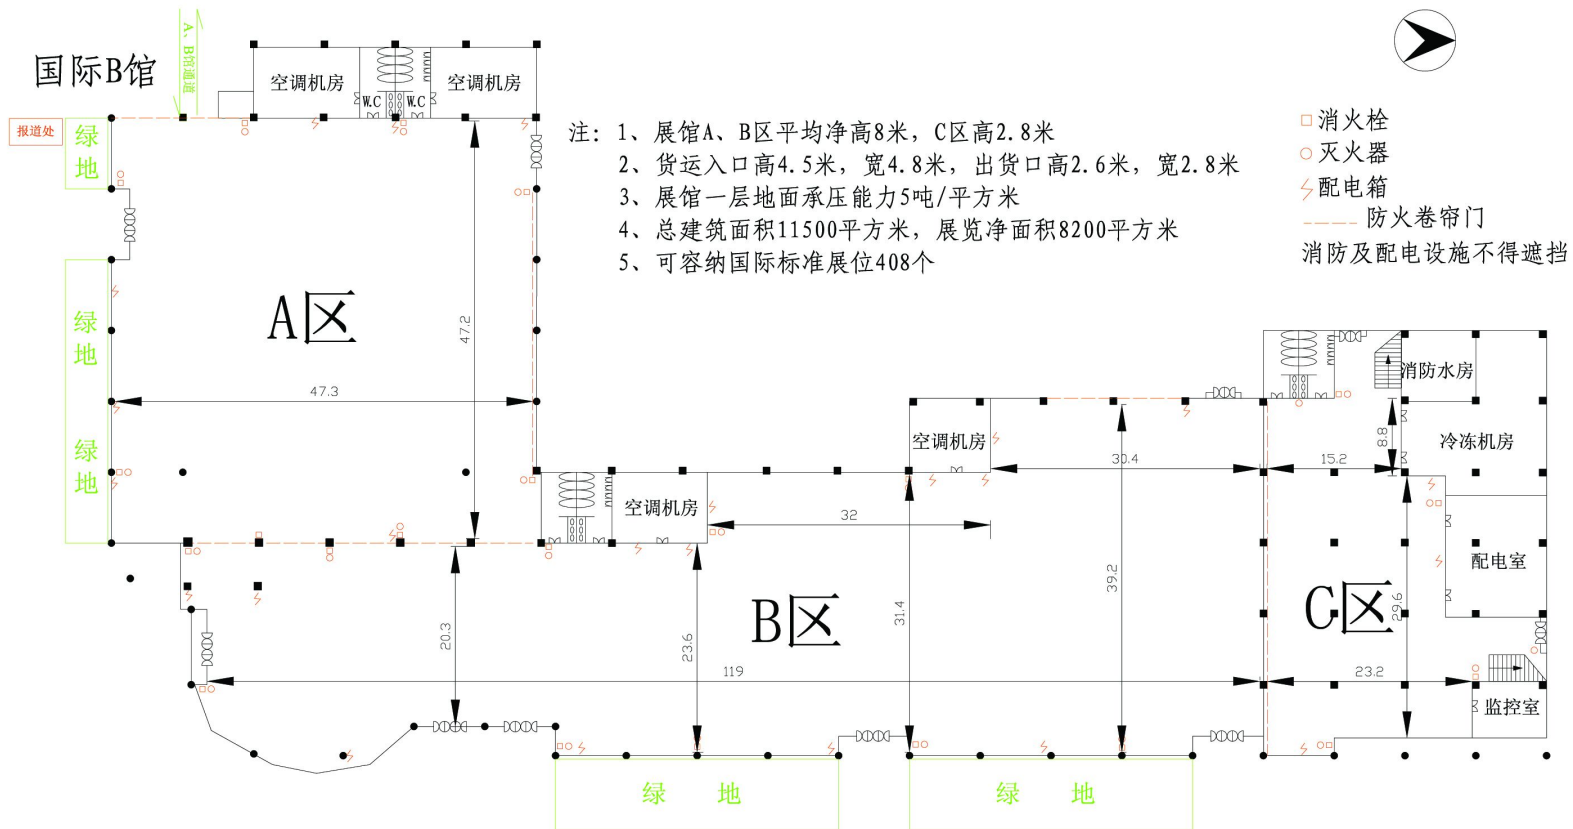 国际B馆
A、B馆通道
报道处
绿地
空调机房
W.C
W.C
空调机房
注：1、展馆A、B区平均净高8米，C区高2.8米
2、货运入口高4.5米，宽4.8米，出货口高2.6米，宽2.8米
3、展馆一层地面承压能力5吨/平方米
4、总建筑面积11500平方米，展览净面积8200平方米
5、可容纳国际标准展位408个
消火栓
灭火器
配电箱
防火卷帘门
消防及配电设施不得遮挡
绿地
绿地
A区
47.2
47.3
空调机房
32
空调机房
30.4
15.2
8.8
消防水房
冷冻机房
配电室
监控室
B区
C区
20.3
23.6
31.4
39.2
29.6
119
23.2
绿地
绿地